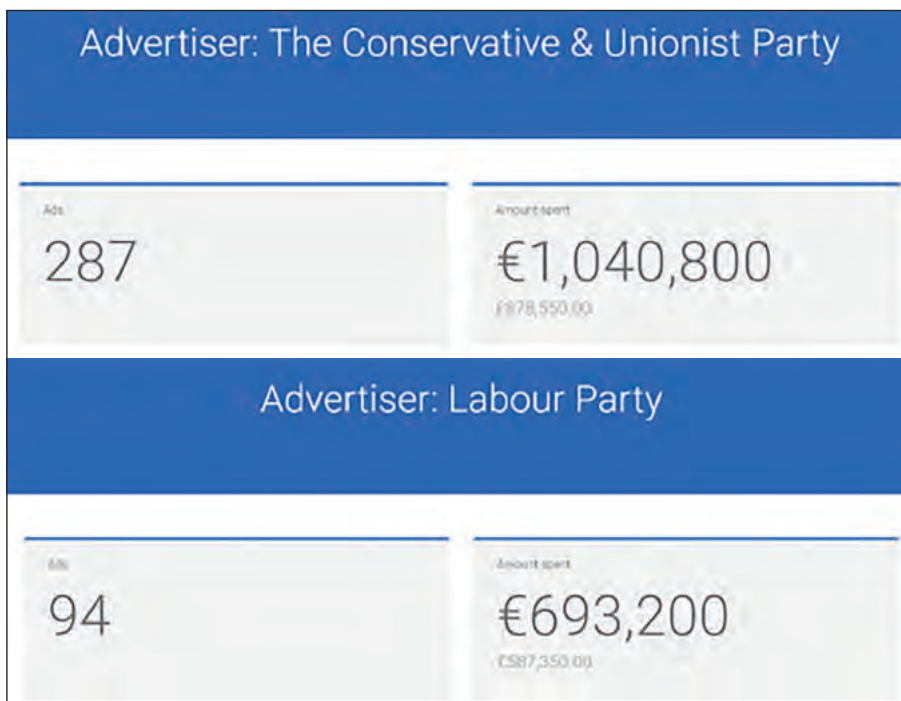 Advertiser: The Conservative & Unionist Party
Ads
Amount spent
287
€1,040,800
£878,550.00
Advertiser: Labour Party
Ads
Amount spent
94
€693,200
£587,350.00